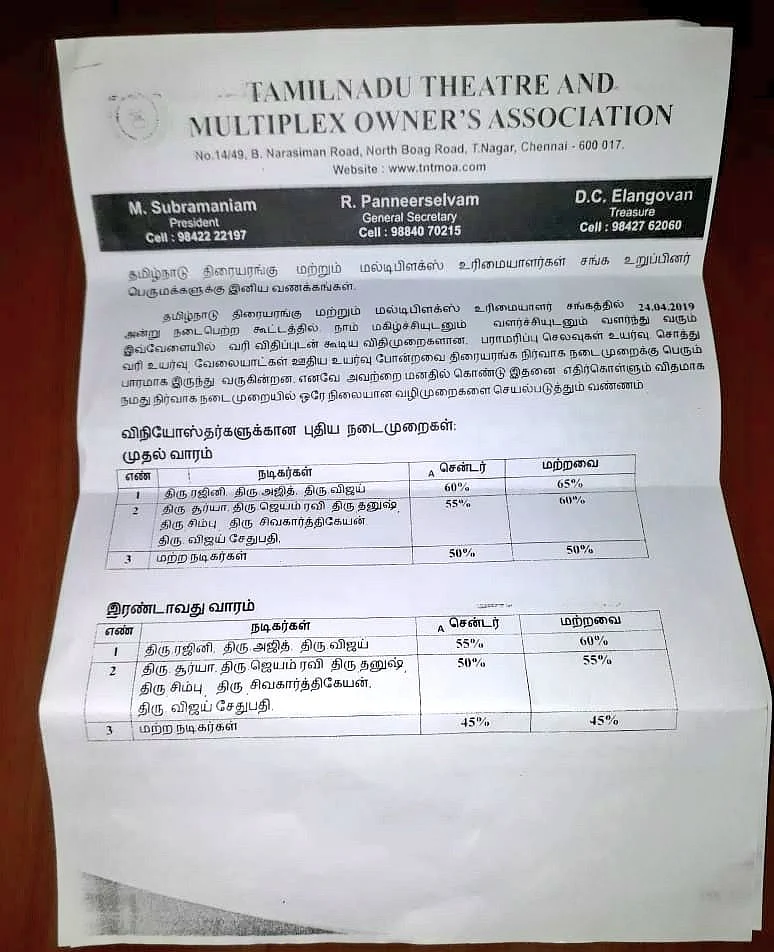 TAMILNADU THEATRE AND
MULTIPLEX OWNER'S ASSOCIATION
No.14/49, B. Narasiman Road, North Boag Road, T.Nagar, Chennai - 600 017.
Website : www.tntmoa.com
M. Subramaniam
President
Cell : 98422 22197
R. Panneerselvam
General Secretary
Cell : 98840 70215
D.C. Elangovan
Treasure
Cell : 98427 62060
தமிழ்நாடு திரையரங்கு மற்றும் மல்டிபிளக்ஸ் உரிமையாளர்கள் சங்க உறுப்பினர்
பெருமக்களுக்கு இனிய வணக்கங்கள்.
தமிழ்நாடு திரையரங்கு மற்றும் மல்டிபிளக்ஸ் உரிமையாளர் சங்கத்தில் 24.04.2019
அன்று நடைபெற்ற கூட்டத்தில், நாம் மகிழ்ச்சியுடனும் வளர்ச்சியுடனும் வளர்ந்து வரும்
இவ்வேளையில் வரி விதிப்புடன் கூடிய விதிமுறைகளான, பராமரிப்பு செலவுகள் உயர்வு, சொத்து
வரி உயர்வு, வேலையாட்கள் ஊதிய உயர்வு போன்றவை திரையரங்க நிர்வாக நடைமுறைக்கு பெரும்
பாரமாக இருந்து வருகின்றன. எனவே அவற்றை மனதில் கொண்டு இதனை எதிர்கொள்ளும் விதமாக
நமது நிர்வாக நடைமுறையில் ஒரே நிலையான வழிமுறைகளை செயல்படுத்தும் வண்ணம்
விநியோஸ்தர்களுக்கான புதிய நடைமுறைகள்:
முதல் வாரம்
எண் நடிகர்கள் A சென்டர் மற்றவை
1 திரு ரஜினி, திரு அஜித், திரு விஜய் 60% 65%
2 திரு சூர்யா, திரு ஜெயம் ரவி திரு தனுஷ், 55% 60%
திரு சிம்பு, திரு சிவகார்த்திகேயன்
திரு. விஜய் சேதுபதி.
3 மற்ற நடிகர்கள் 50% 50%
இரண்டாவது வாரம்
எண் நடிகர்கள் A சென்டர் மற்றவை
1 திரு ரஜினி, திரு அஜித், திரு விஜய் 55% 60%
2 திரு. சூர்யா, திரு ஜெயம் ரவி திரு தனுஷ், 50% 55%
திரு சிம்பு, திரு சிவகார்த்திகேயன்,
திரு. விஜய் சேதுபதி.
3 மற்ற நடிகர்கள் 45% 45%